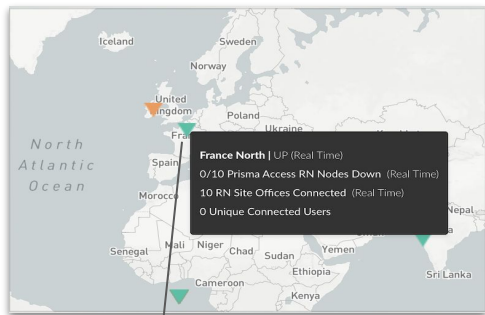 Iceland
Sweden
Norway
United
Kingdom
Poland
Ukraine
Fra
France North | UP (Real Time)
0/10 Prisma Access RN Nodes Down (Real Time)
10 RN Site Offices Connected (Real Time)
0 Unique Connected Users
North
Atlantic
Ocean
Spain
Morocco
Nepal
Senegal
Mali
Niger
Chad
Sudan
Yemen
Ethiopia
Sri Lanka
Cameroon
Kenya